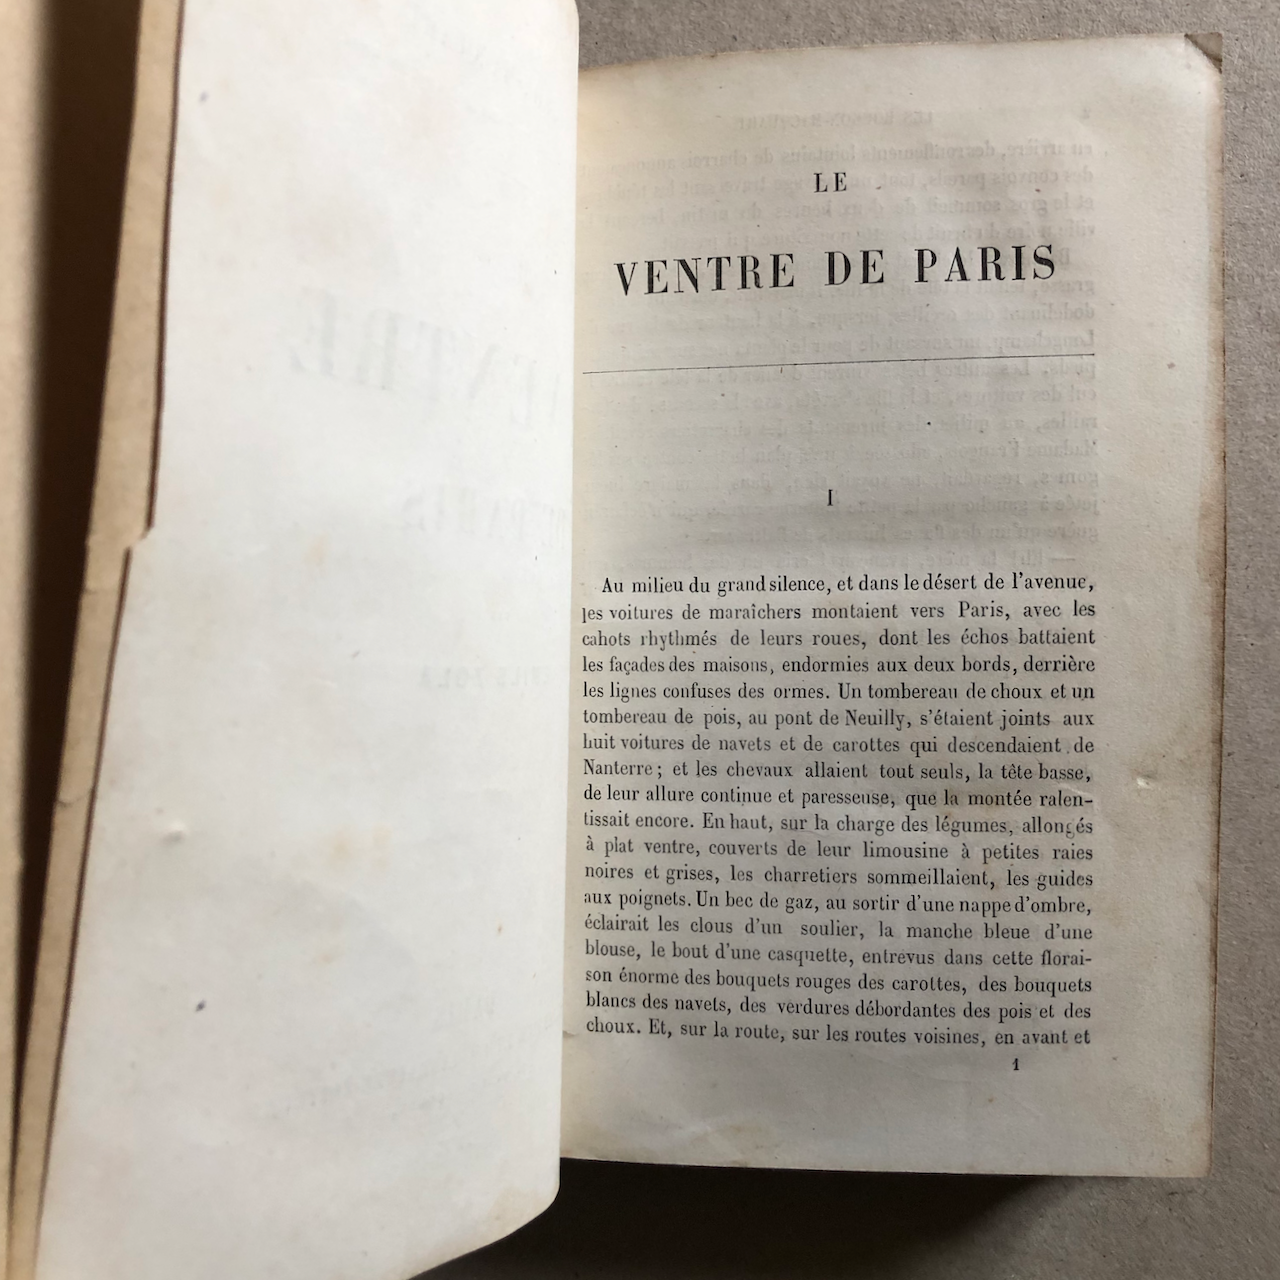 LE
VENTRE DE PARIS
I
Au milieu du grand silence, et dans le désert de l'avenue,
les voitures de maraîchers montaient vers Paris, avec les
cahots rhythmés de leurs roues, dont les échos battaient
les façades des maisons, endormies aux deux bords, derrière
les lignes confuses des ormes. Un tombereau de choux et un
tombereau de pois, au pont de Neuilly, s'étaient joints aux
huit voitures de navets et de carottes qui descendaient de
Nanterre ; et les chevaux allaient tout seuls, la tête basse,
de leur allure continue et paresseuse, que la montée ralen-
tissait encore. En haut, sur la charge des légumes, allongés
à plat ventre, couverts de leur limousine à petites raies
noires et grises, les charretiers sommeillaient, les guides
aux poignets. Un bec de gaz, au sortir d'une nappe d'ombre,
éclairait les clous d'un soulier, la manche bleue d'une
blouse, le bout d'une casquette, entrevus dans cette florai-
son énorme des bouquets rouges des carottes, des bouquets
blancs des navets, des verdures débordantes des pois et des
choux. Et, sur la route, sur les routes voisines, en avant et
1